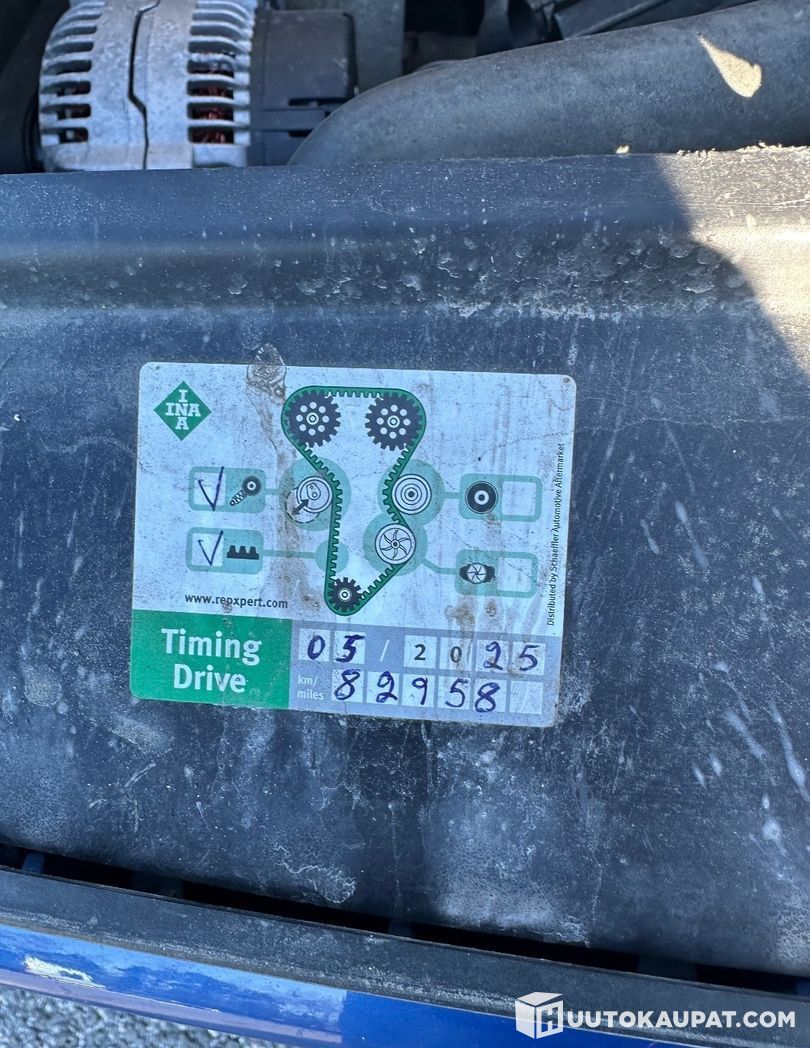 I
INA
A
www.repxpert.com
Distributed by Schaeffler Automotive Aftermarket
Timing
Drive
05 / 2025
km/
miles
82958
HUUTOKAUPAT.COM